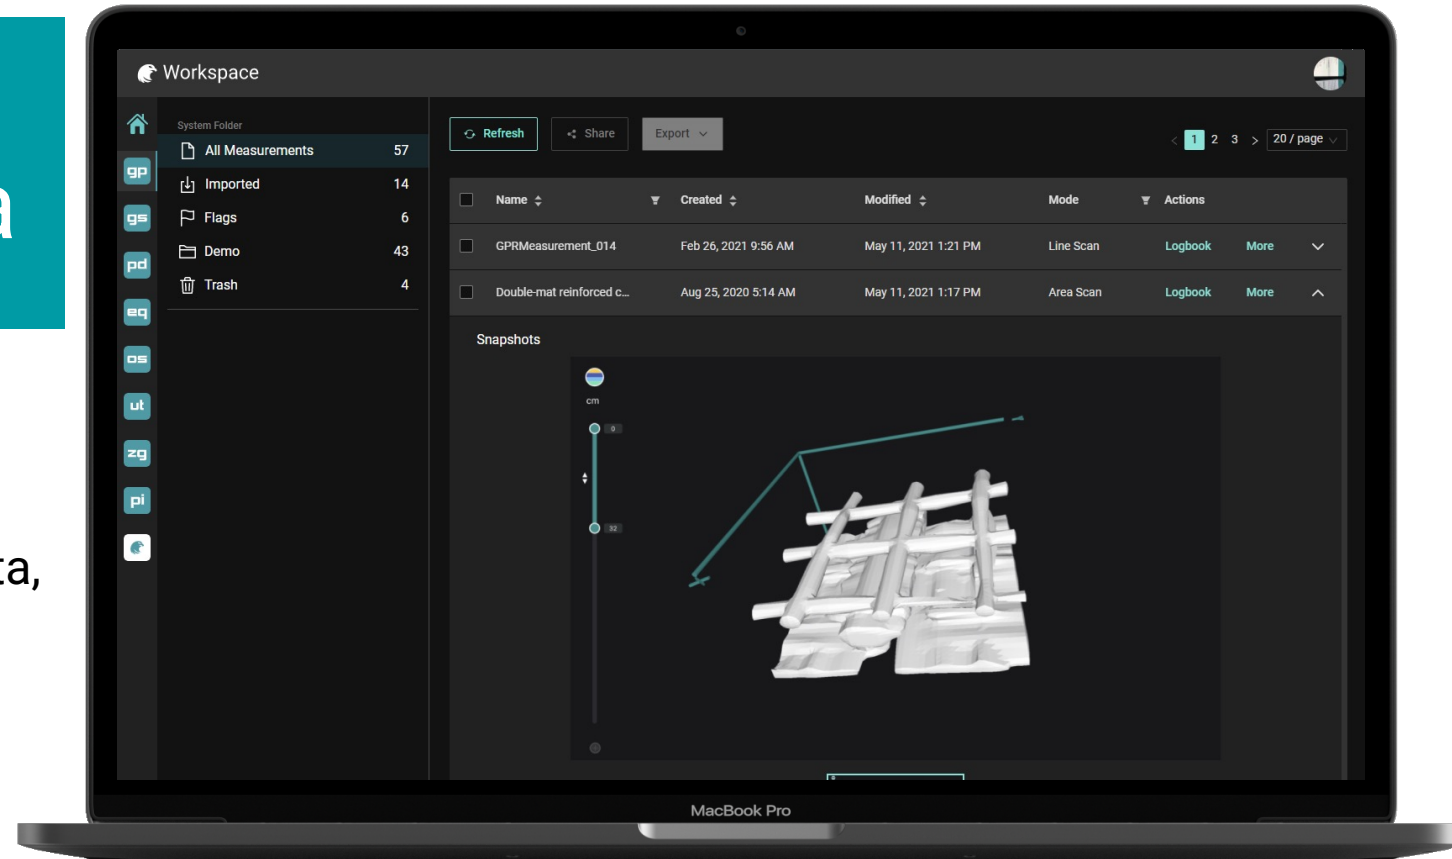 a
ta,
Workspace
gp
gs
pd
eq
os
ut
zg
pi
System Folder
All Measurements 57
Imported 14
Flags 6
Demo 43
Trash 4
Refresh Share Export
< 1 2 3 > 20 / page
Name Created Modified Mode Actions
GPRMeasurement_014 Feb 26, 2021 9:56 AM May 11, 2021 1:21 PM Line Scan Logbook More
Double-mat reinforced c... Aug 25, 2020 5:14 AM May 11, 2021 1:17 PM Area Scan Logbook More
Snapshots
cm
0
32
MacBook Pro